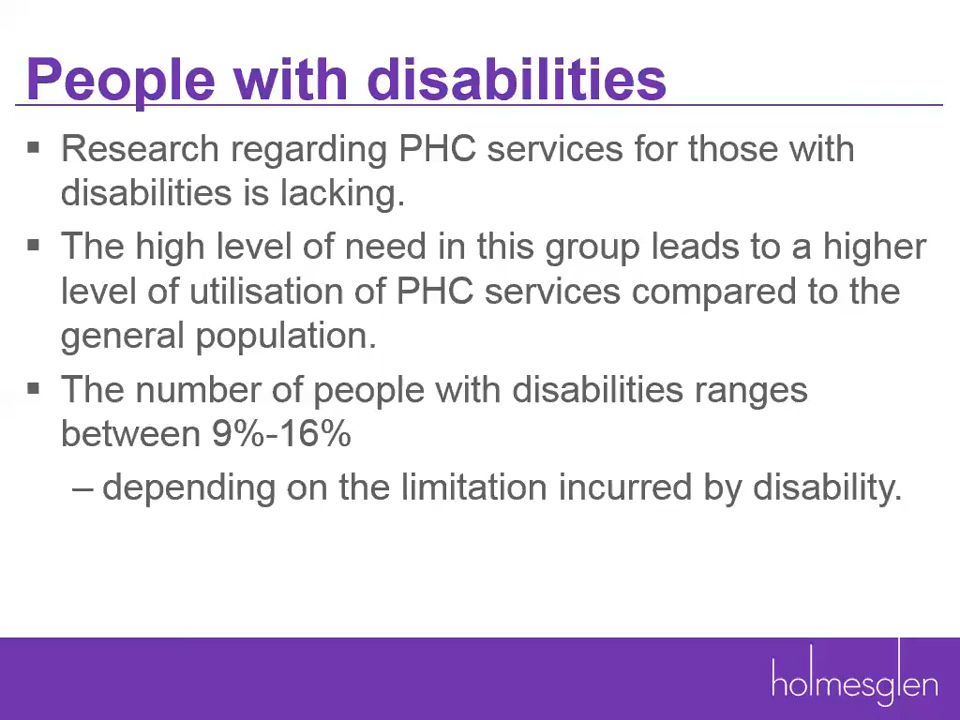 People with disabilities
▪ Research regarding PHC services for those with
disabilities is lacking.
▪ The high level of need in this group leads to a higher
level of utilisation of PHC services compared to the
general population.
▪ The number of people with disabilities ranges
between 9%-16%
– depending on the limitation incurred by disability.
holmesglen